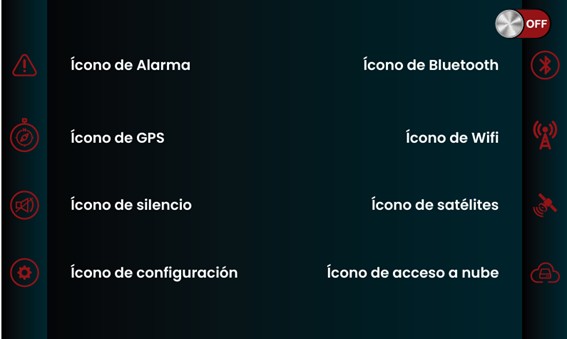 OFF
Ícono de Alarma
Ícono de Bluetooth
Ícono de GPS
Ícono de Wifi
Ícono de silencio
Ícono de satélites
Ícono de configuración
Ícono de acceso a nube